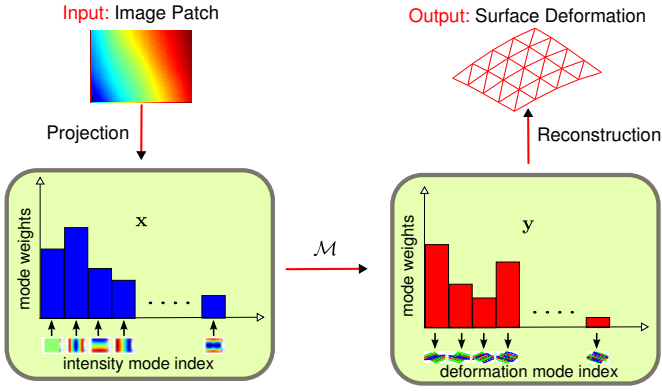 Input: Image Patch
Output: Surface Deformation
Projection
Reconstruction
mode weights
x
intensity mode index
M
mode weights
y
deformation mode index